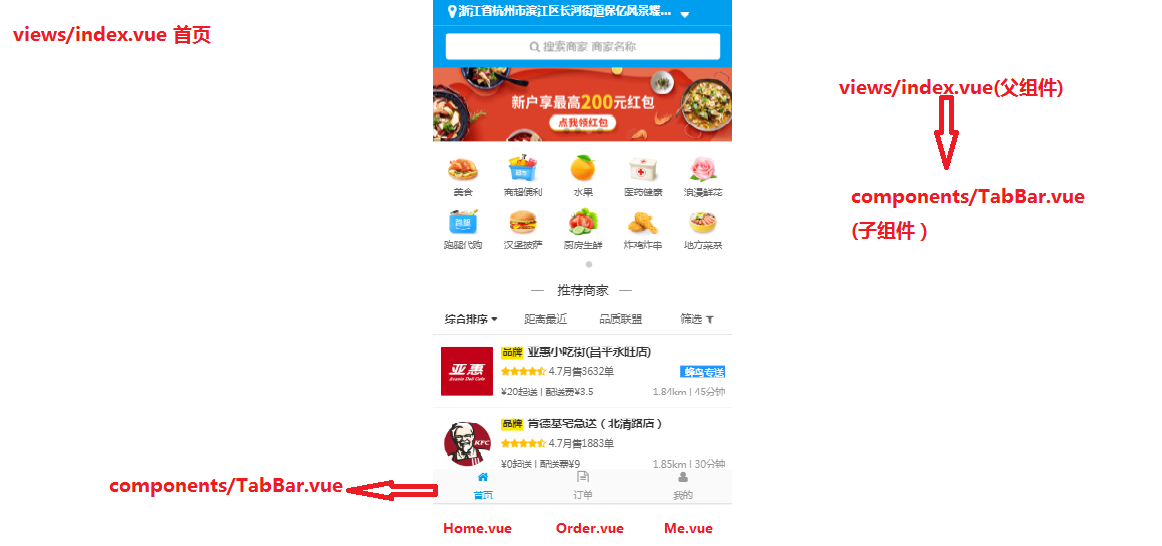 views/index.vue 首页
浙江省杭州市滨江区长河街道保亿风景堞...
搜索商家 商家名称
新户享最高200元红包
点我领红包
美食 商超便利 水果 医药健康 浪漫鲜花
跑腿
跑腿代购 汉堡披萨 厨房生鲜 炸鸡炸串 地方菜系
推荐商家
综合排序 距离最近 品质联盟 筛选
亚惠
品牌 亚惠小吃街(昌平永旺店)
4.7月售3632单 蜂鸟专送
¥20起送 | 配送费¥3.5 1.84km | 45分钟
KFC
品牌 肯德基宅急送（北清路店）
4.7月售1883单
¥0起送 | 配送费¥9 1.85km | 30分钟
首页 订单 我的
Home.vue Order.vue Me.vue
components/TabBar.vue
views/index.vue(父组件)
components/TabBar.vue
(子组件 )